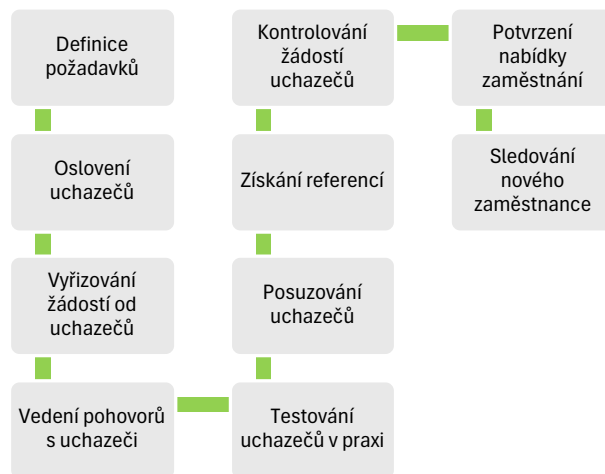 Definice
požadavků
Oslovení
uchazečů
Vyřizování
žádostí od
uchazečů
Vedení pohovorů
s uchazeči
Testování
uchazečů v praxi
Posuzování
uchazečů
Získání referencí
Kontrolování
žádostí
uchazečů
Potvrzení
nabídky
zaměstnání
Sledování
nového
zaměstnance